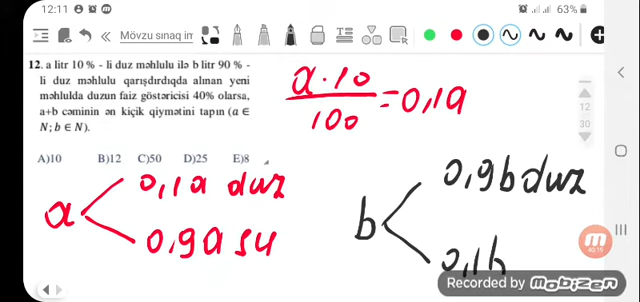 12:11
63%
Mövzu sınaq im
12. a litr 10 % - li duz məhlulu ilə b litr 90 % -
li duz məhlulu qarışdırdıqda alınan yeni
məhlulda duzun faiz göstəricisi 40% olarsa,
a+b cəminin ən kiçik qiymətini tapın (a ∈
N; b ∈ N).
A)10 B)12 C)50 D)25 E)8
a · 10 / 100 = 0,1a
a < 0,1a duz
0,9a su
b < 0,9b duz
0,1b
12
30
40:19
Recorded by mobizen